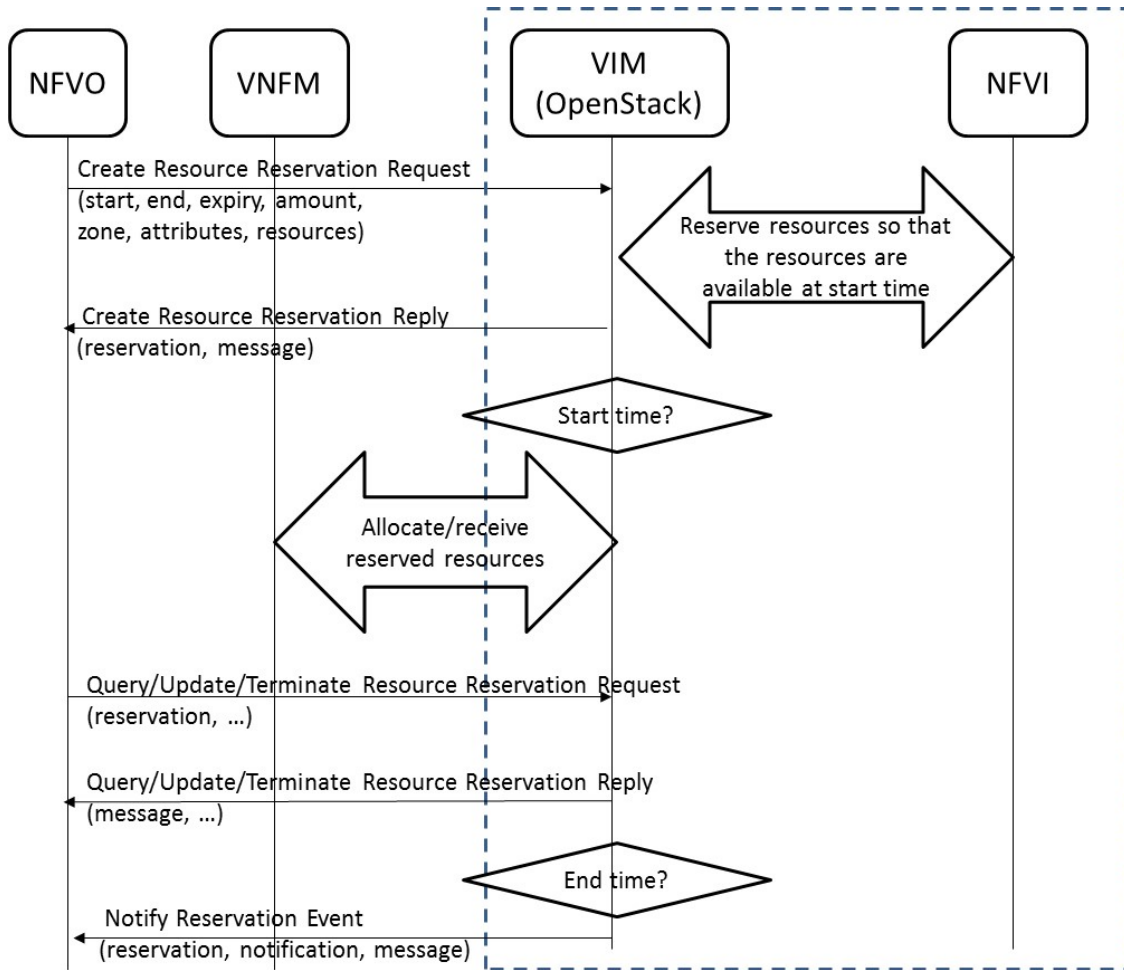 NFVO
VNFM
VIM
(OpenStack)
NFVI
Create Resource Reservation Request
(start, end, expiry, amount,
zone, attributes, resources)
Reserve resources so that
the resources are
available at start time
Create Resource Reservation Reply
(reservation, message)
Start time?
Allocate/receive
reserved resources
Query/Update/Terminate Resource Reservation Request
(reservation, ...)
Query/Update/Terminate Resource Reservation Reply
(message, ...)
End time?
Notify Reservation Event
(reservation, notification, message)